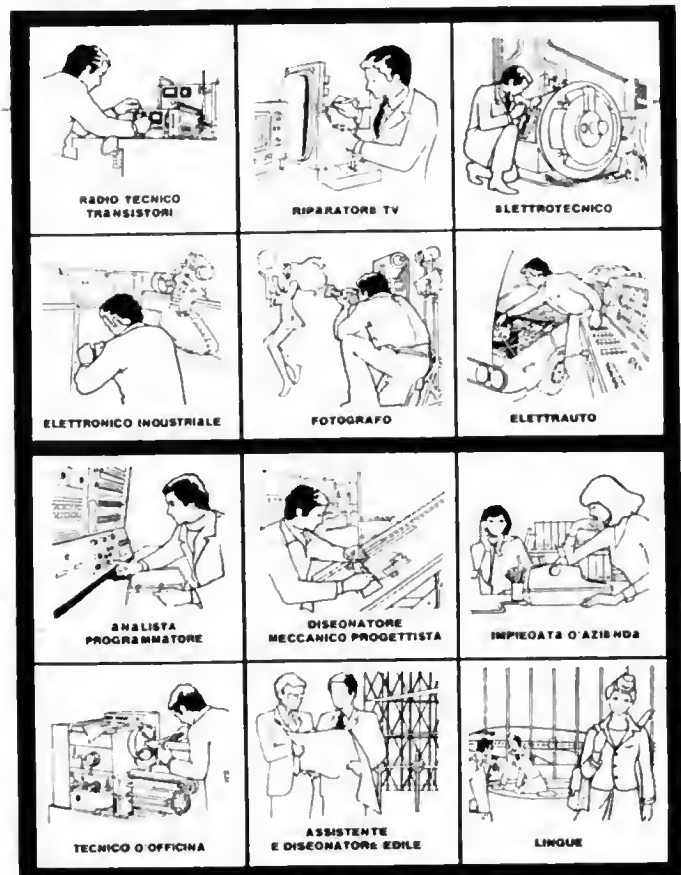 RADIO TECNICO
TRANSISTORI
RIPARATORE TV
ELETTROTECNICO
ELETTRONICO INDUSTRIALE
FOTOGRAFO
ELETTRAUTO
ANALISTA
PROGRAMMATORE
DISEGNATORE
MECCANICO PROGETTISTA
IMPIEGATA D'AZIENDA
TECNICO D'OFFICINA
ASSISTENTE
E DISEGNATORE EDILE
LINGUE